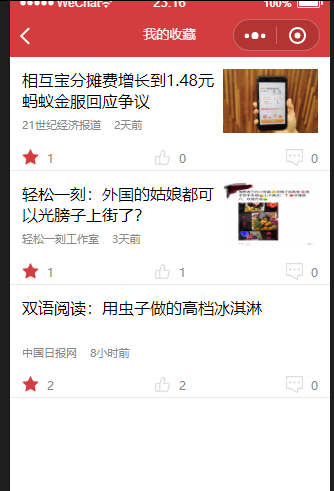 WeChat
23:16
100%
我的收藏
相互宝分摊费增长到1.48元
蚂蚁金服回应争议
21世纪经济报道 2天前
1 0 0
轻松一刻：外国的姑娘都可
以光膀子上街了？
轻松一刻工作室 3天前
1 1 0
双语阅读：用虫子做的高档冰淇淋
中国日报网 8小时前
2 2 0